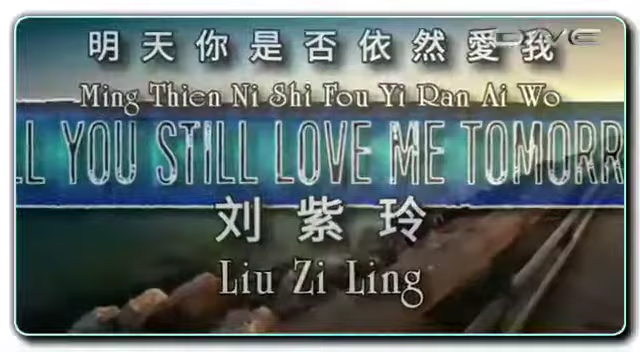 明天你是否依然愛我
Ming Thien Ni Shi Fou Yi Ran Ai Wo
LL YOU STILL LOVE ME TOMORR
刘紫玲
Liu Zi Ling